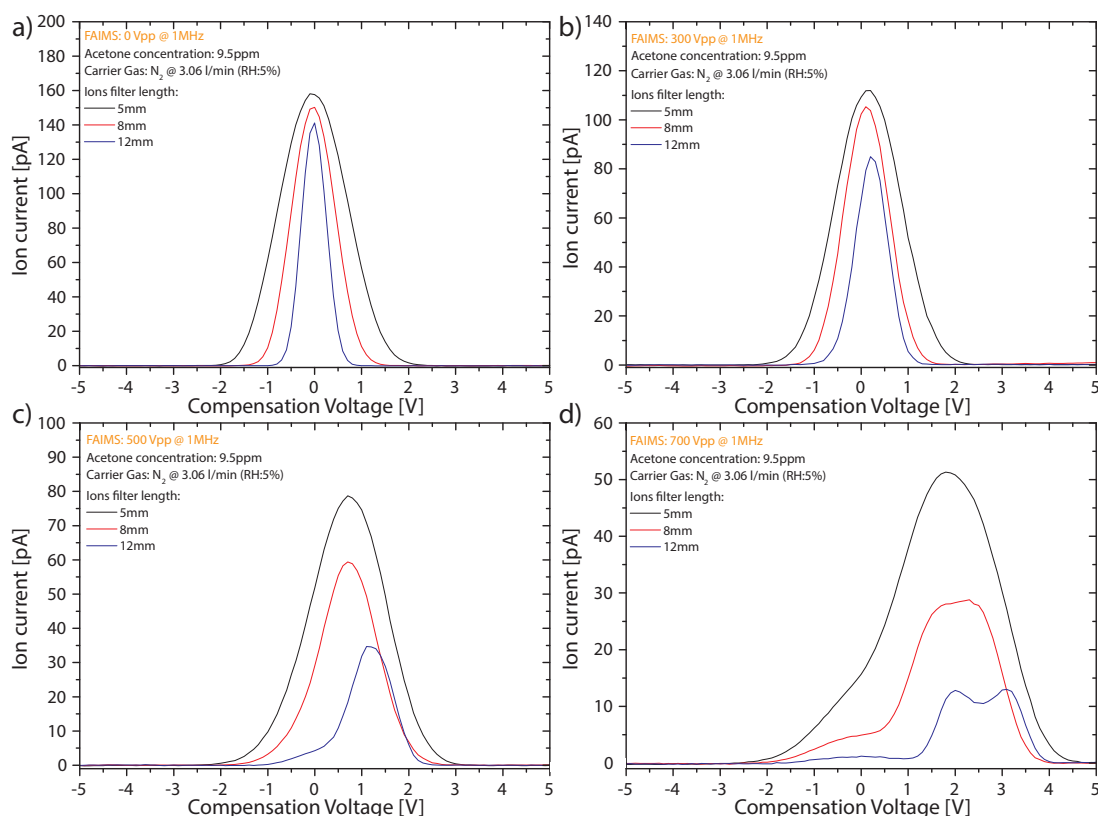 a)
FAIMS: 0 Vpp @ 1MHz
Acetone concentration: 9.5ppm
Carrier Gas: N2 @ 3.06 l/min (RH:5%)
Ions filter length:
5mm
8mm
12mm
Ion current [pA]
200
180
160
140
120
100
80
60
40
20
0
-5 -4 -3 -2 -1 0 1 2 3 4 5
Compensation Voltage [V]
b)
FAIMS: 300 Vpp @ 1MHz
Acetone concentration: 9.5ppm
Carrier Gas: N2 @ 3.06 l/min (RH:5%)
Ions filter length:
5mm
8mm
12mm
Ion current [pA]
140
120
100
80
60
40
20
0
-5 -4 -3 -2 -1 0 1 2 3 4 5
Compensation Voltage [V]
c)
FAIMS: 500 Vpp @ 1MHz
Acetone concentration: 9.5ppm
Carrier Gas: N2 @ 3.06 l/min (RH:5%)
Ions filter length:
5mm
8mm
12mm
Ion current [pA]
100
90
80
70
60
50
40
30
20
10
0
-5 -4 -3 -2 -1 0 1 2 3 4 5
Compensation Voltage [V]
d)
FAIMS: 700 Vpp @ 1MHz
Acetone concentration: 9.5ppm
Carrier Gas: N2 @ 3.06 l/min (RH:5%)
Ions filter length:
5mm
8mm
12mm
Ion current [pA]
60
50
40
30
20
10
0
-5 -4 -3 -2 -1 0 1 2 3 4 5
Compensation Voltage [V]